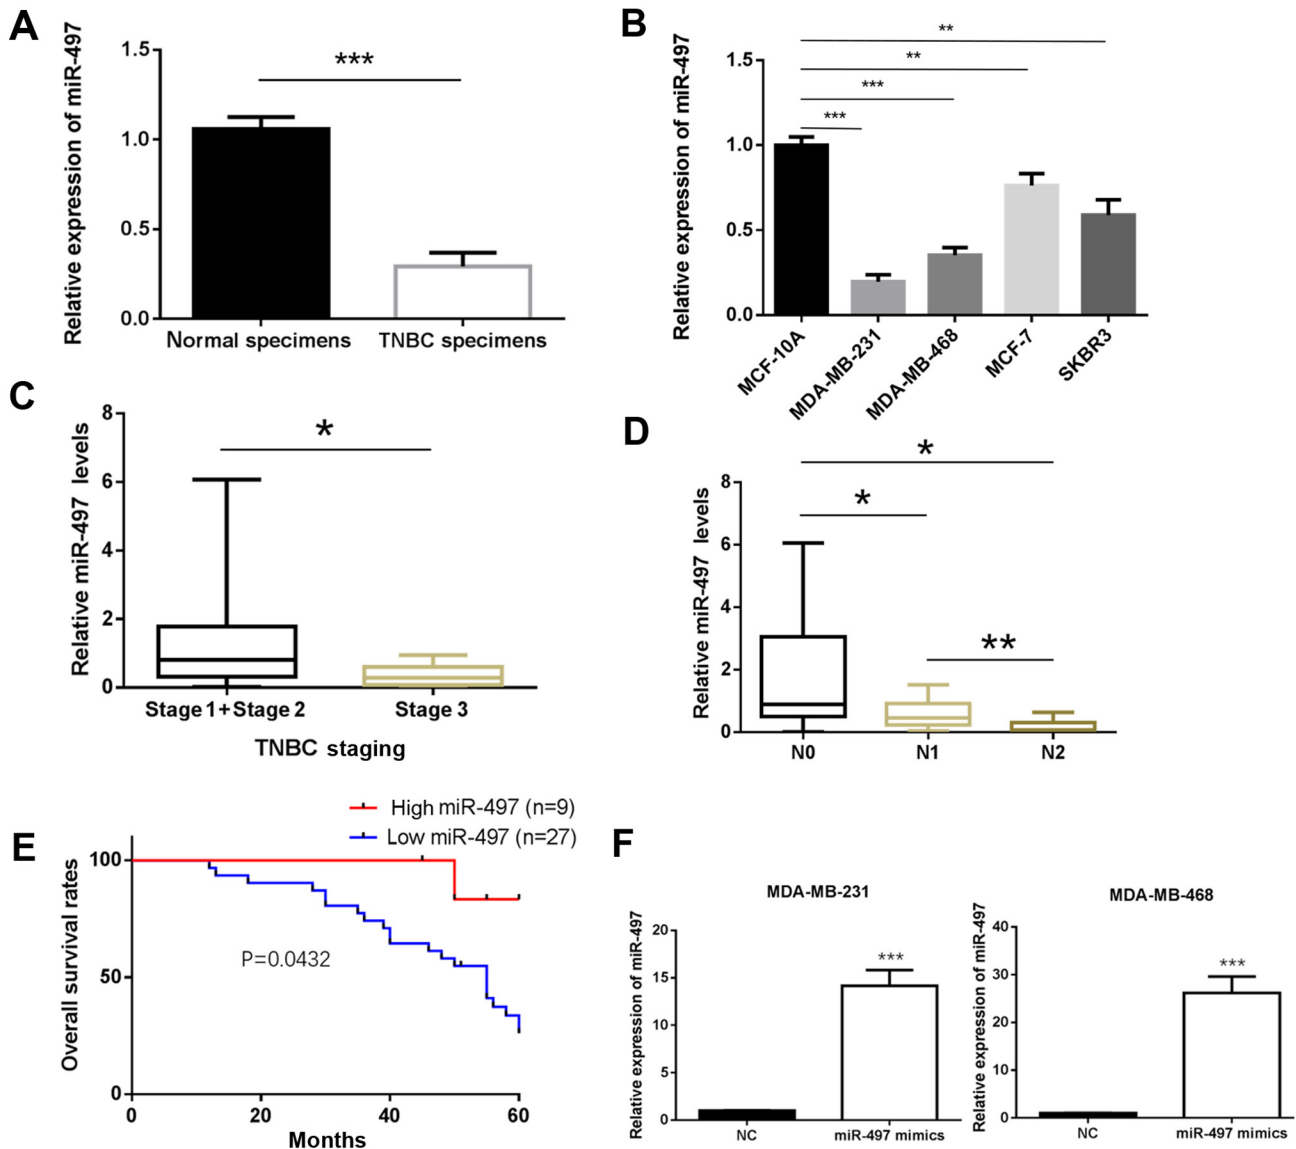 A
Relative expression of miR-497
1.5
1.0
0.5
0.0
***
Normal specimens
TNBC specimens
B
Relative expression of miR-497
1.5
1.0
0.5
0.0
**
**
***
***
MCF-10A
MDA-MB-231
MDA-MB-468
MCF-7
SKBR3
C
Relative miR-497 levels
8
6
4
2
0
*
Stage 1+Stage 2
Stage 3
TNBC staging
D
Relative miR-497 levels
8
6
4
2
0
*
*
**
N0
N1
N2
E
High miR-497 (n=9)
Low miR-497 (n=27)
Overall survival rates
100
50
0
P=0.0432
0
20
40
60
Months
F
MDA-MB-231
Relative expression of miR-497
20
15
10
5
0
***
NC
miR-497 mimics
MDA-MB-468
Relative expression of miR-497
40
30
20
10
0
***
NC
miR-497 mimics